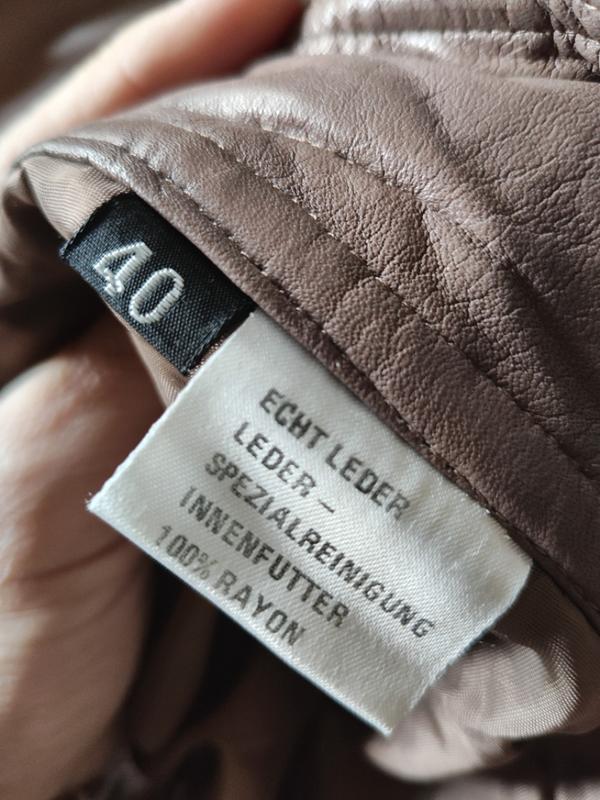 40
ECHT LEDER
LEDER –
SPEZIALREINIGUNG
INNENFUTTER
100% RAYON